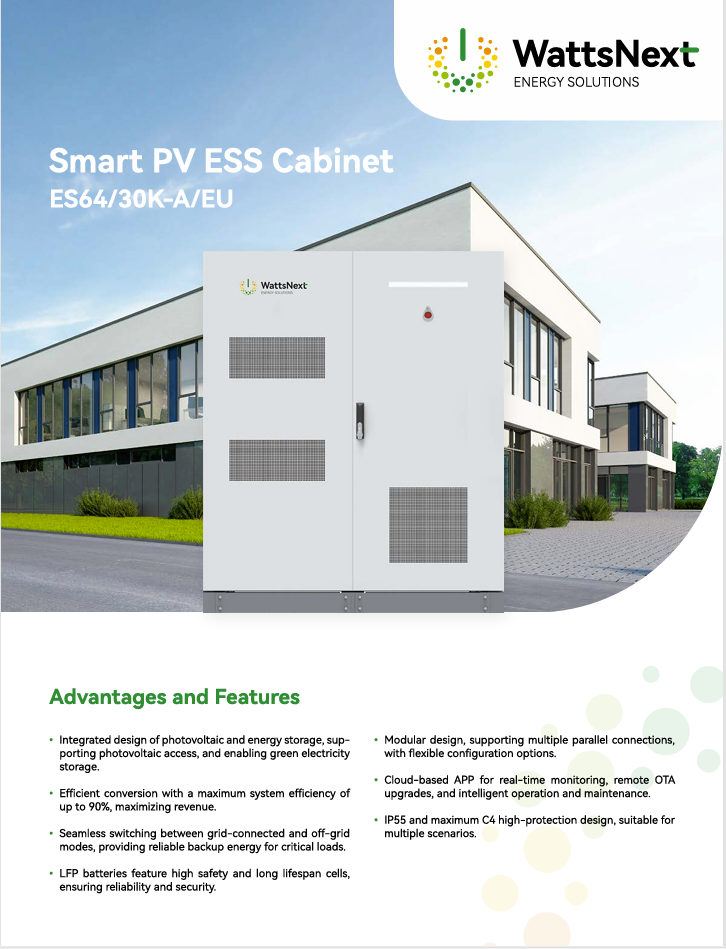 WattsNext
ENERGY SOLUTIONS
Smart PV ESS Cabinet
ES64/30K-A/EU
WattsNext
ENERGY SOLUTIONS
Advantages and Features
• Integrated design of photovoltaic and energy storage, sup-
porting photovoltaic access, and enabling green electricity
storage.
• Efficient conversion with a maximum system efficiency of
up to 90%, maximizing revenue.
• Seamless switching between grid-connected and off-grid
modes, providing reliable backup energy for critical loads.
• LFP batteries feature high safety and long lifespan cells,
ensuring reliability and security.
• Modular design, supporting multiple parallel connections,
with flexible configuration options.
• Cloud-based APP for real-time monitoring, remote OTA
upgrades, and intelligent operation and maintenance.
• IP55 and maximum C4 high-protection design, suitable for
multiple scenarios.